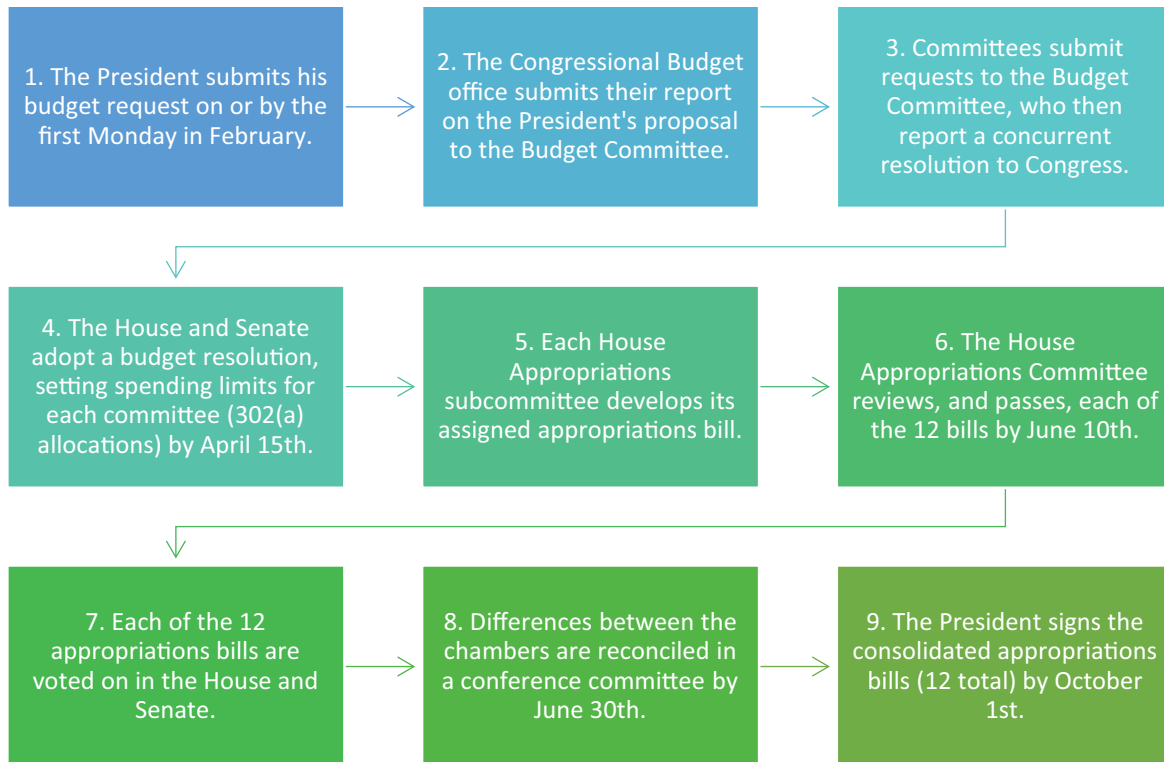 1. The President submits his
budget request on or by the
first Monday in February.
2. The Congressional Budget
office submits their report
on the President's proposal
to the Budget Committee.
3. Committees submit
requests to the Budget
Committee, who then
report a concurrent
resolution to Congress.
4. The House and Senate
adopt a budget resolution,
setting spending limits for
each committee (302(a)
allocations) by April 15th.
5. Each House
Appropriations
subcommittee develops its
assigned appropriations bill.
6. The House
Appropriations Committee
reviews, and passes, each of
the 12 bills by June 10th.
7. Each of the 12
appropriations bills are
voted on in the House and
Senate.
8. Differences between the
chambers are reconciled in
a conference committee by
June 30th.
9. The President signs the
consolidated appropriations
bills (12 total) by October
1st.